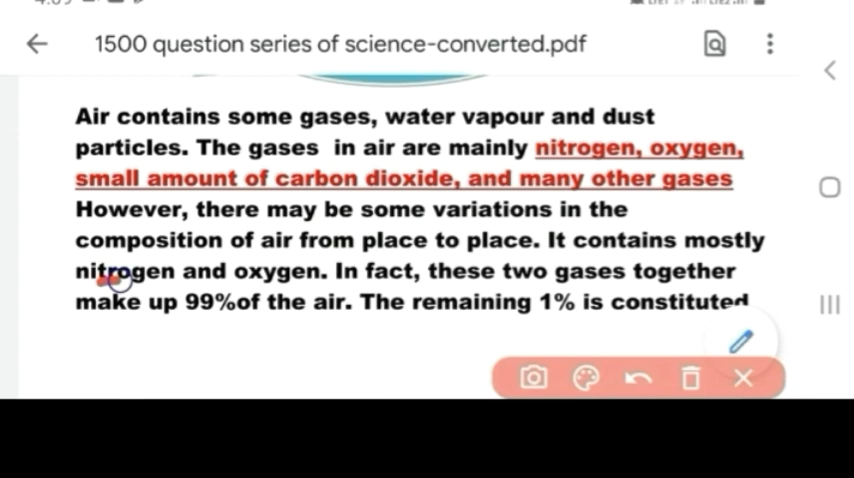 1500 question series of science-converted.pdf
Air contains some gases, water vapour and dust
particles. The gases in air are mainly nitrogen, oxygen,
small amount of carbon dioxide, and many other gases
However, there may be some variations in the
composition of air from place to place. It contains mostly
nitrogen and oxygen. In fact, these two gases together
make up 99%of the air. The remaining 1% is constituted